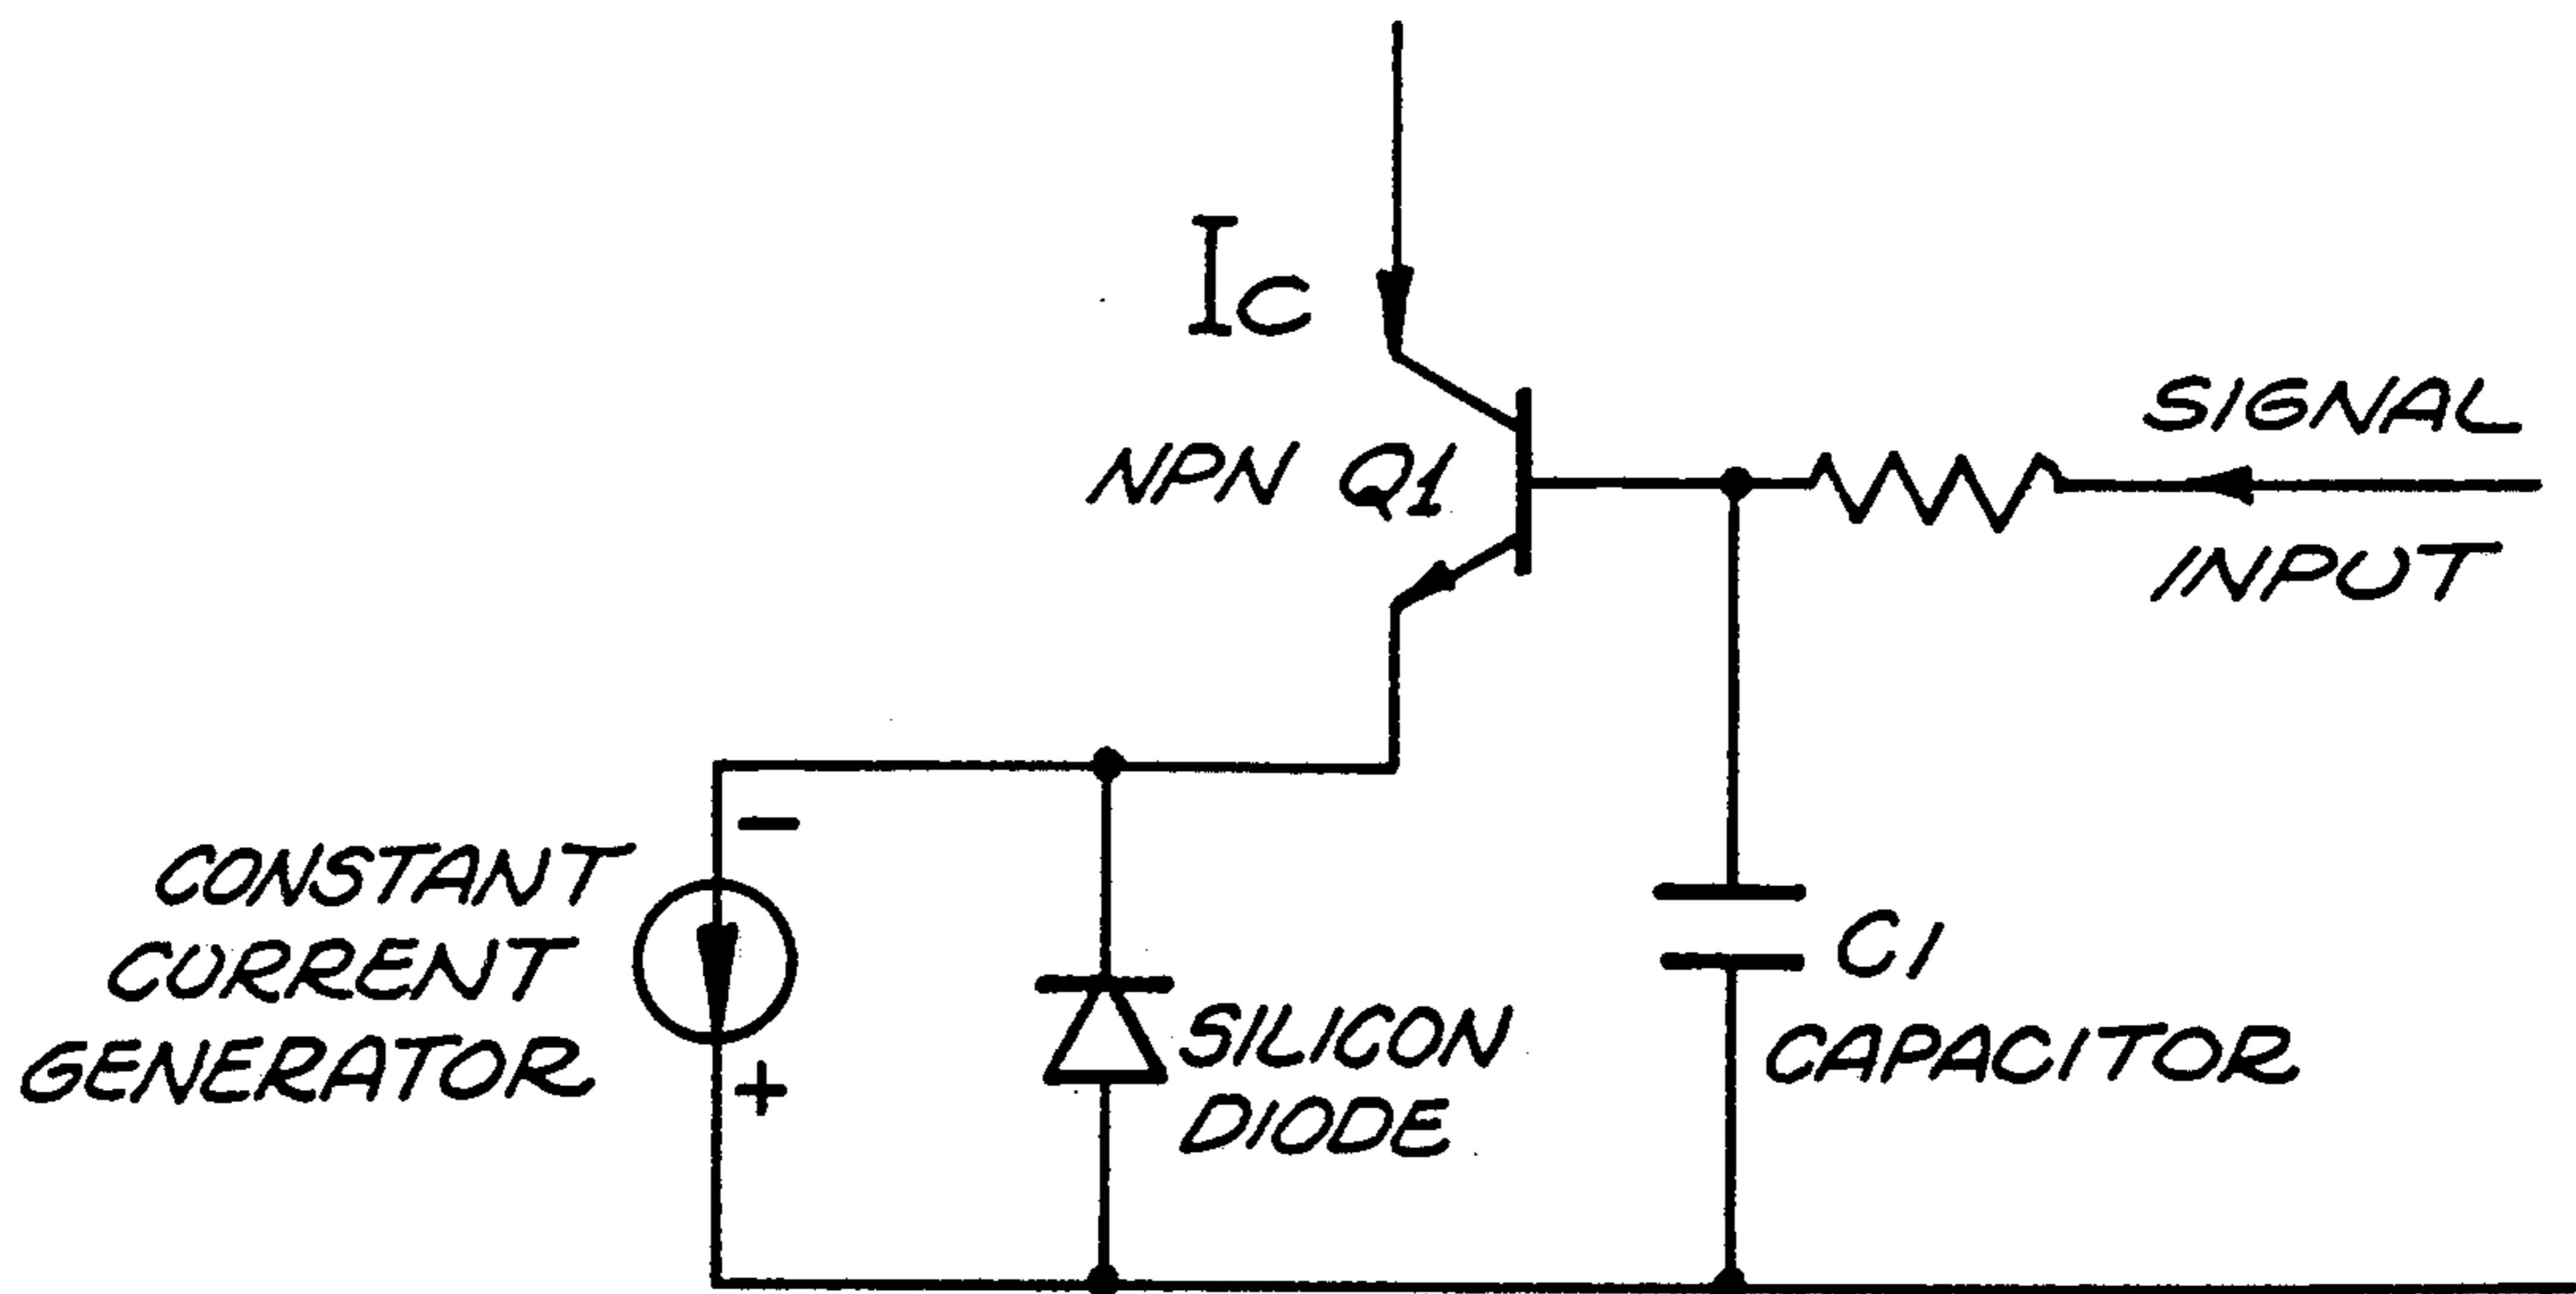 IC
NPN Q1
SIGNAL
INPUT
−
CONSTANT
CURRENT
GENERATOR
+
SILICON
DIODE
C1
CAPACITOR